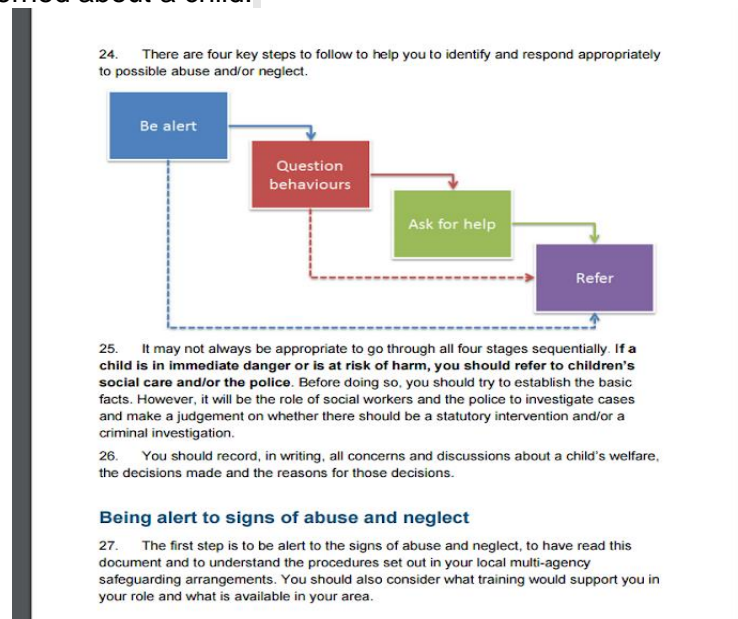 erned about a child.
24. There are four key steps to follow to help you to identify and respond appropriately
to possible abuse and/or neglect.
Be alert
Question
behaviours
Ask for help
Refer
25. It may not always be appropriate to go through all four stages sequentially. If a
child is in immediate danger or is at risk of harm, you should refer to children's
social care and/or the police. Before doing so, you should try to establish the basic
facts. However, it will be the role of social workers and the police to investigate cases
and make a judgement on whether there should be a statutory intervention and/or a
criminal investigation.
26. You should record, in writing, all concerns and discussions about a child's welfare,
the decisions made and the reasons for those decisions.
Being alert to signs of abuse and neglect
27. The first step is to be alert to the signs of abuse and neglect, to have read this
document and to understand the procedures set out in your local multi-agency
safeguarding arrangements. You should also consider what training would support you in
your role and what is available in your area.